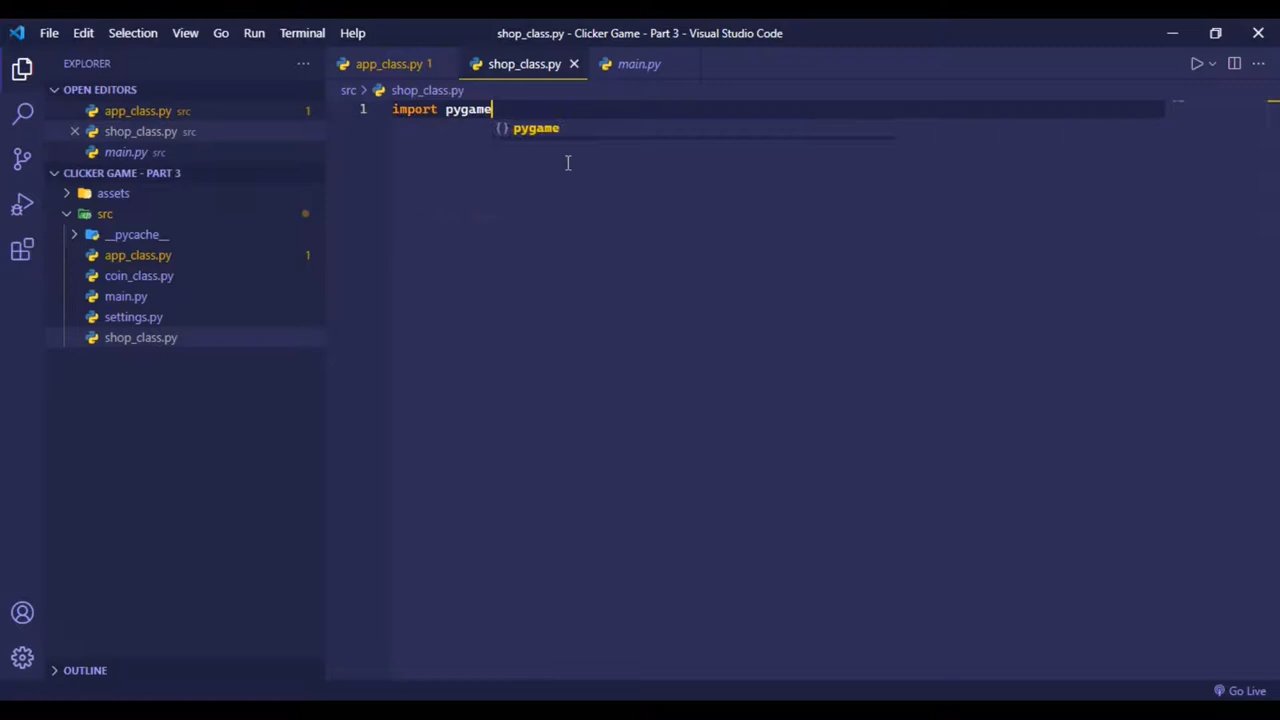 File Edit Selection View Go Run Terminal Help
shop_class.py - Clicker Game - Part 3 - Visual Studio Code
EXPLORER
OPEN EDITORS
app_class.py src 1
shop_class.py src
main.py src
CLICKER GAME - PART 3
assets
src
__pycache__
app_class.py 1
coin_class.py
main.py
settings.py
shop_class.py
OUTLINE
app_class.py 1 shop_class.py main.py
src > shop_class.py
1 import pygame
{} pygame
Go Live